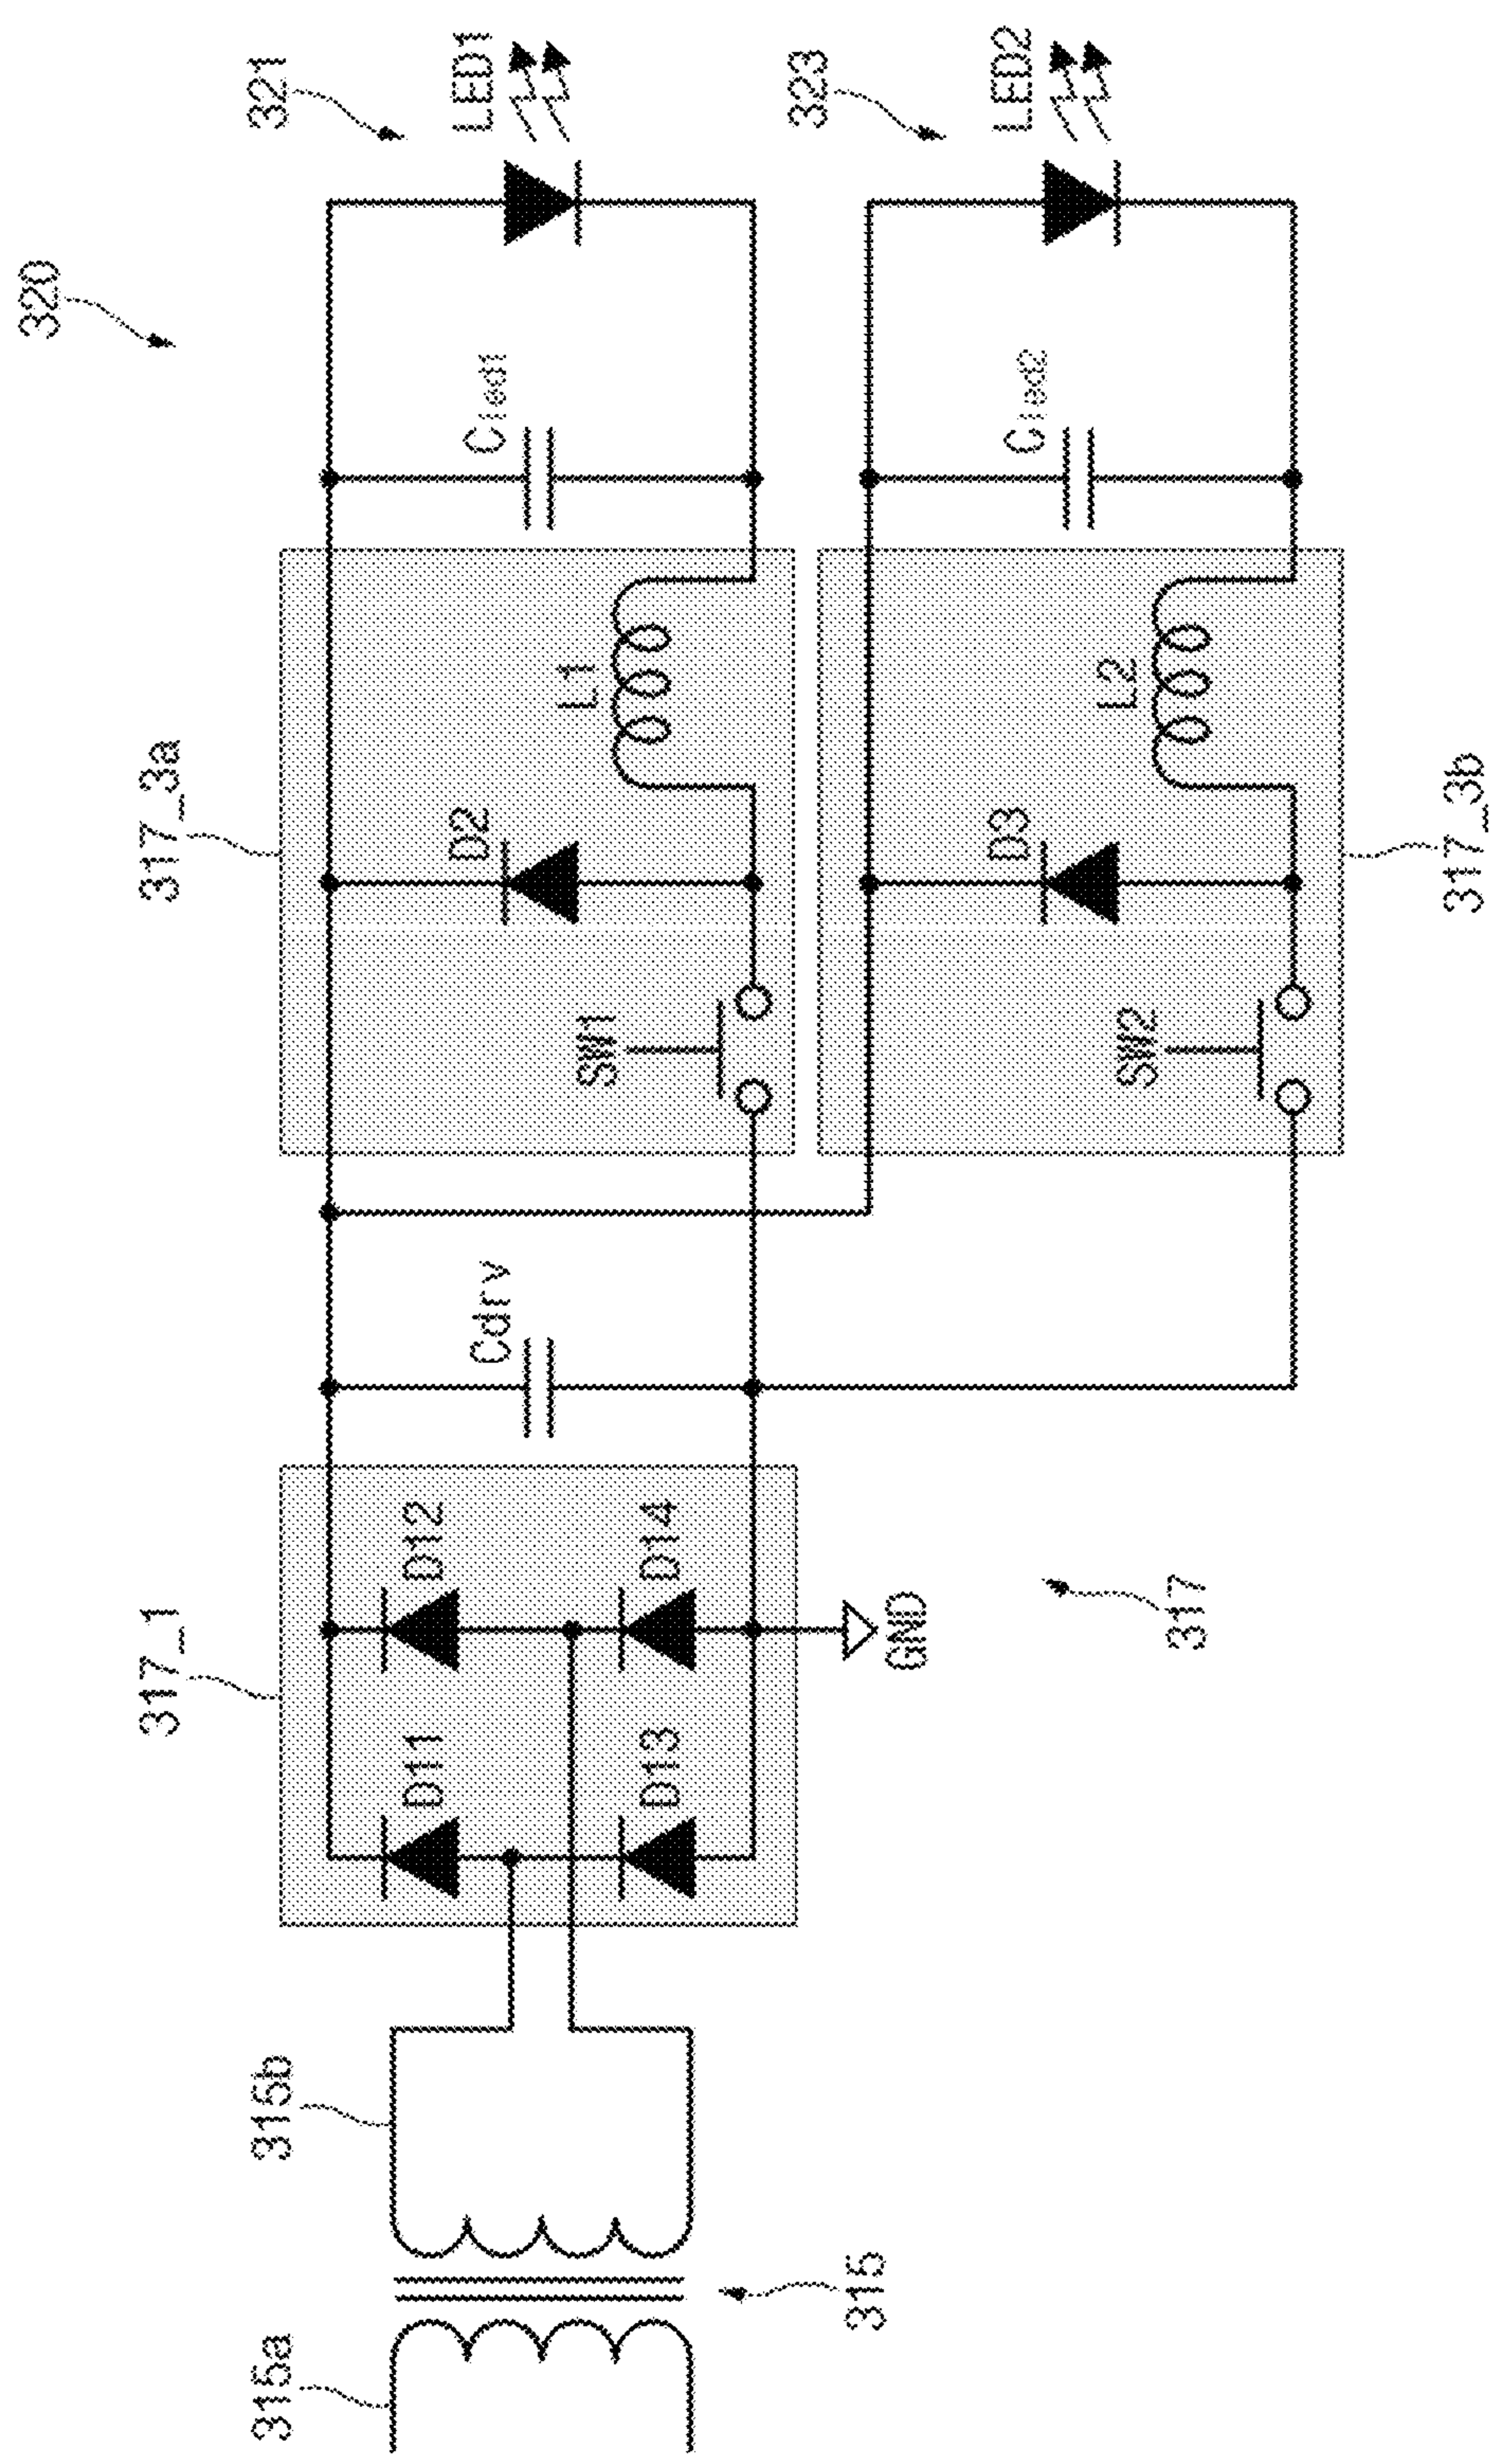 320
321
LED1
Cled1
317_3a
D2
L1
SW1
323
LED2
Cled2
317_3b
D3
L2
SW2
Cdrv
317_1
D11
D12
D13
D14
GND
317
315a
315b
315